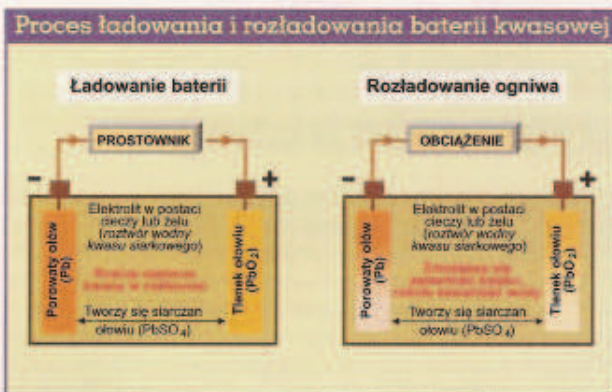 Proces ładowania i rozładowania baterii kwasowej
Ładowanie baterii
PROSTOWNIK
-
+
Porowaty ołów
(Pb)
Elektrolit w postaci
cieczy lub żelu
(roztwór wodny
kwasu siarkowego)
Tlenek ołowiu
(PbO2)
Tworzy się siarczan
ołowiu (PbSO4)
Rozładowanie ogniwa
OBCIĄŻENIE
-
+
Porowaty ołów
(Pb)
Elektrolit w postaci
cieczy lub żelu
(roztwór wodny
kwasu siarkowego)
Tlenek ołowiu
(PbO2)
Tworzy się siarczan
ołowiu (PbSO4)